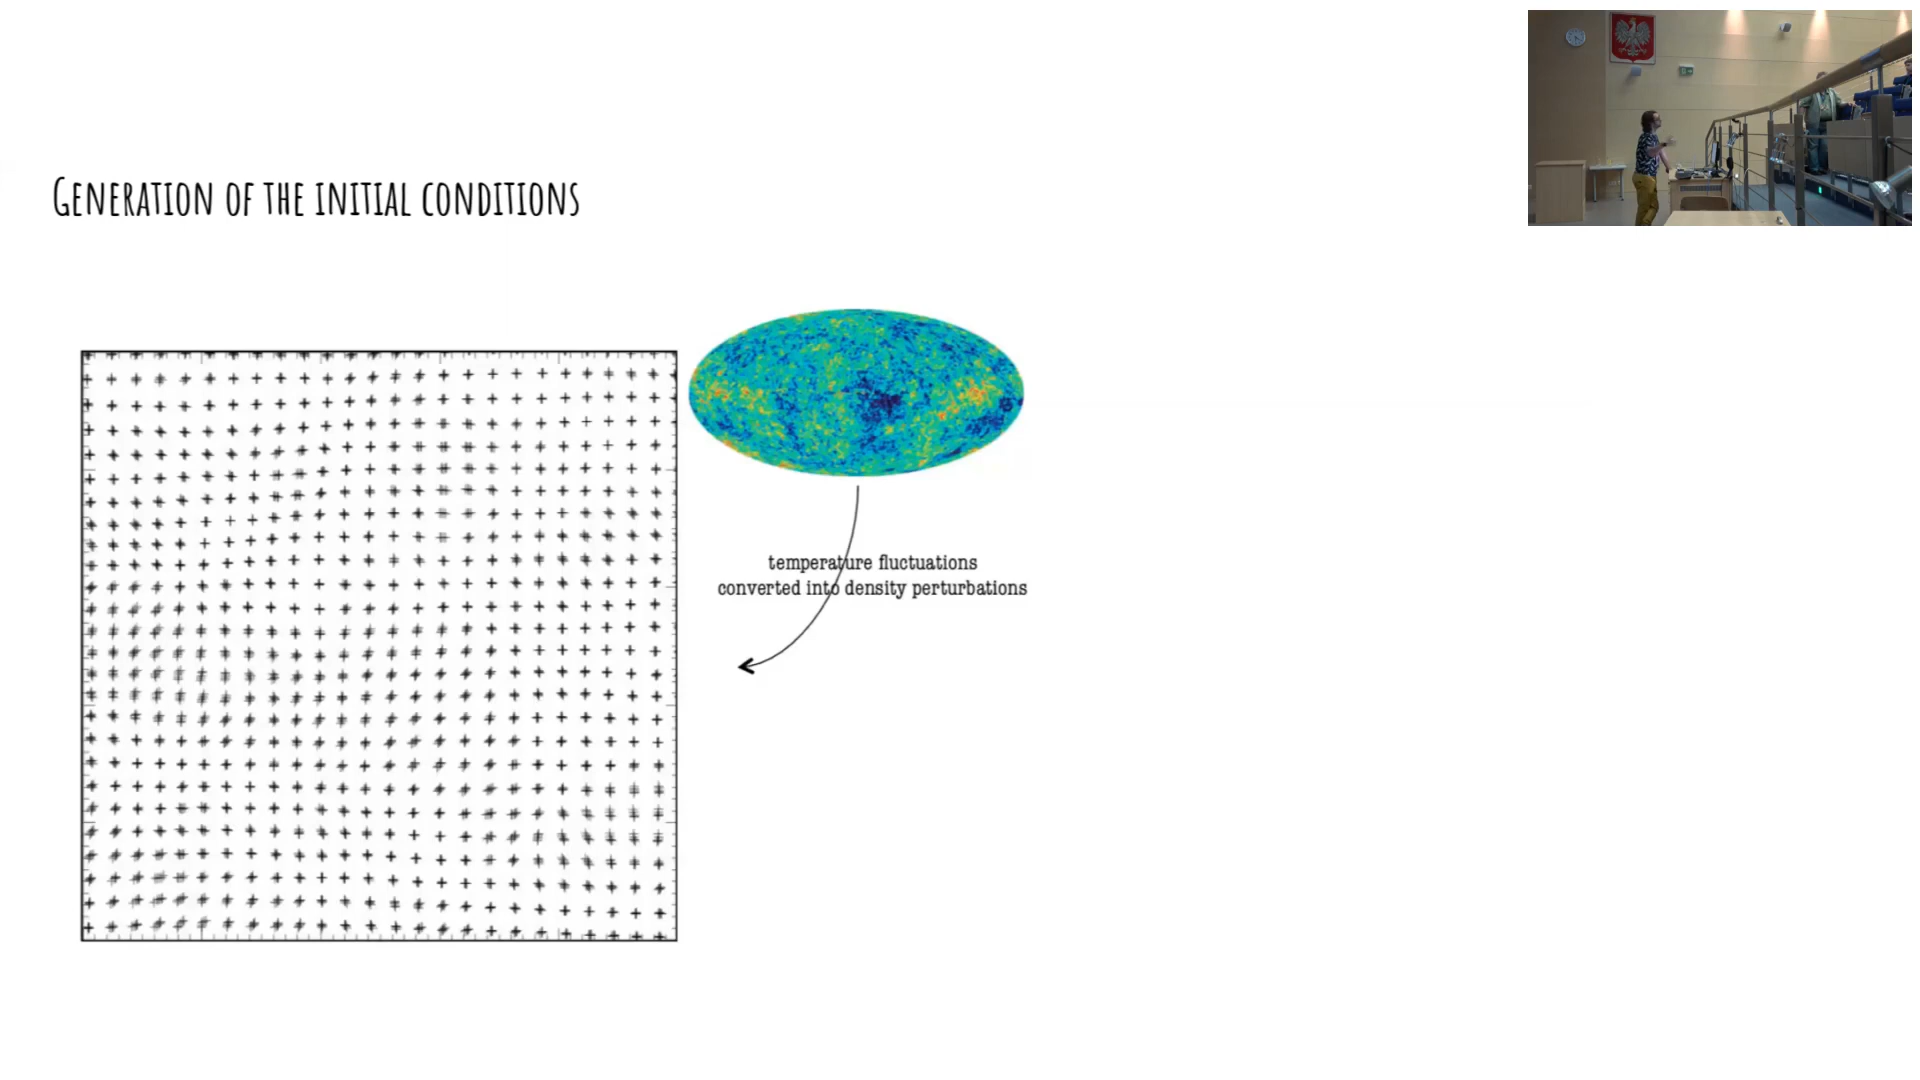 GENERATION OF THE INITIAL CONDITIONS
temperature fluctuations
converted into density perturbations